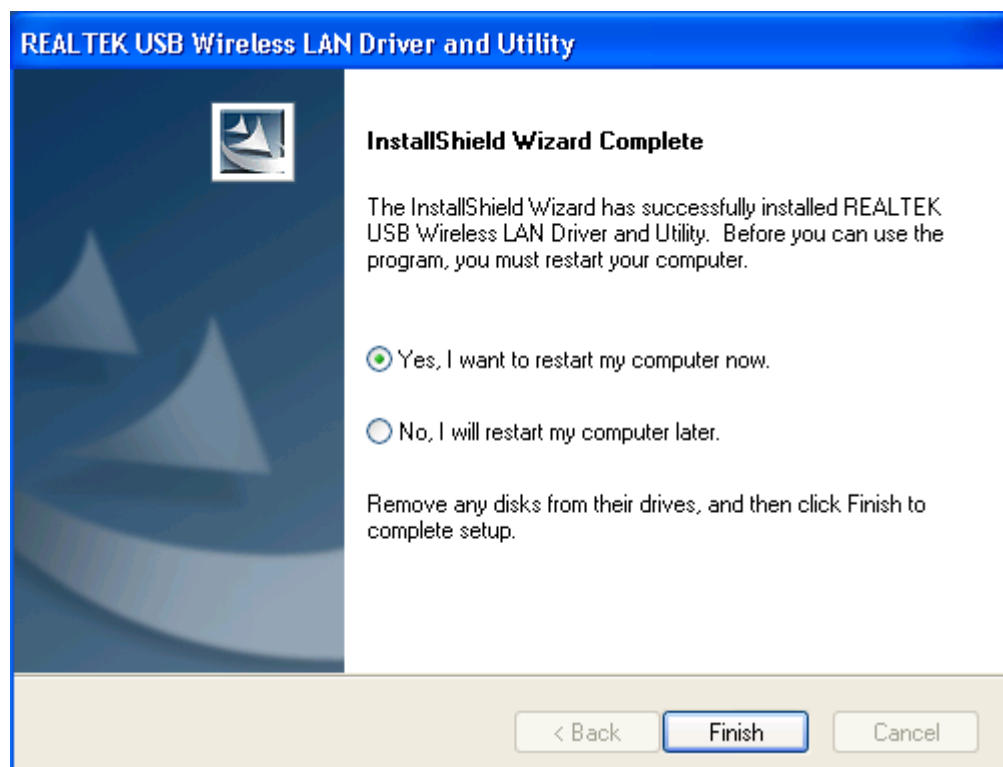 REALTEK USB Wireless LAN Driver and Utility
InstallShield Wizard Complete
The InstallShield Wizard has successfully installed REALTEK
USB Wireless LAN Driver and Utility.  Before you can use the
program, you must restart your computer.
Yes, I want to restart my computer now.
No, I will restart my computer later.
Remove any disks from their drives, and then click Finish to
complete setup.
< Back
Finish
Cancel